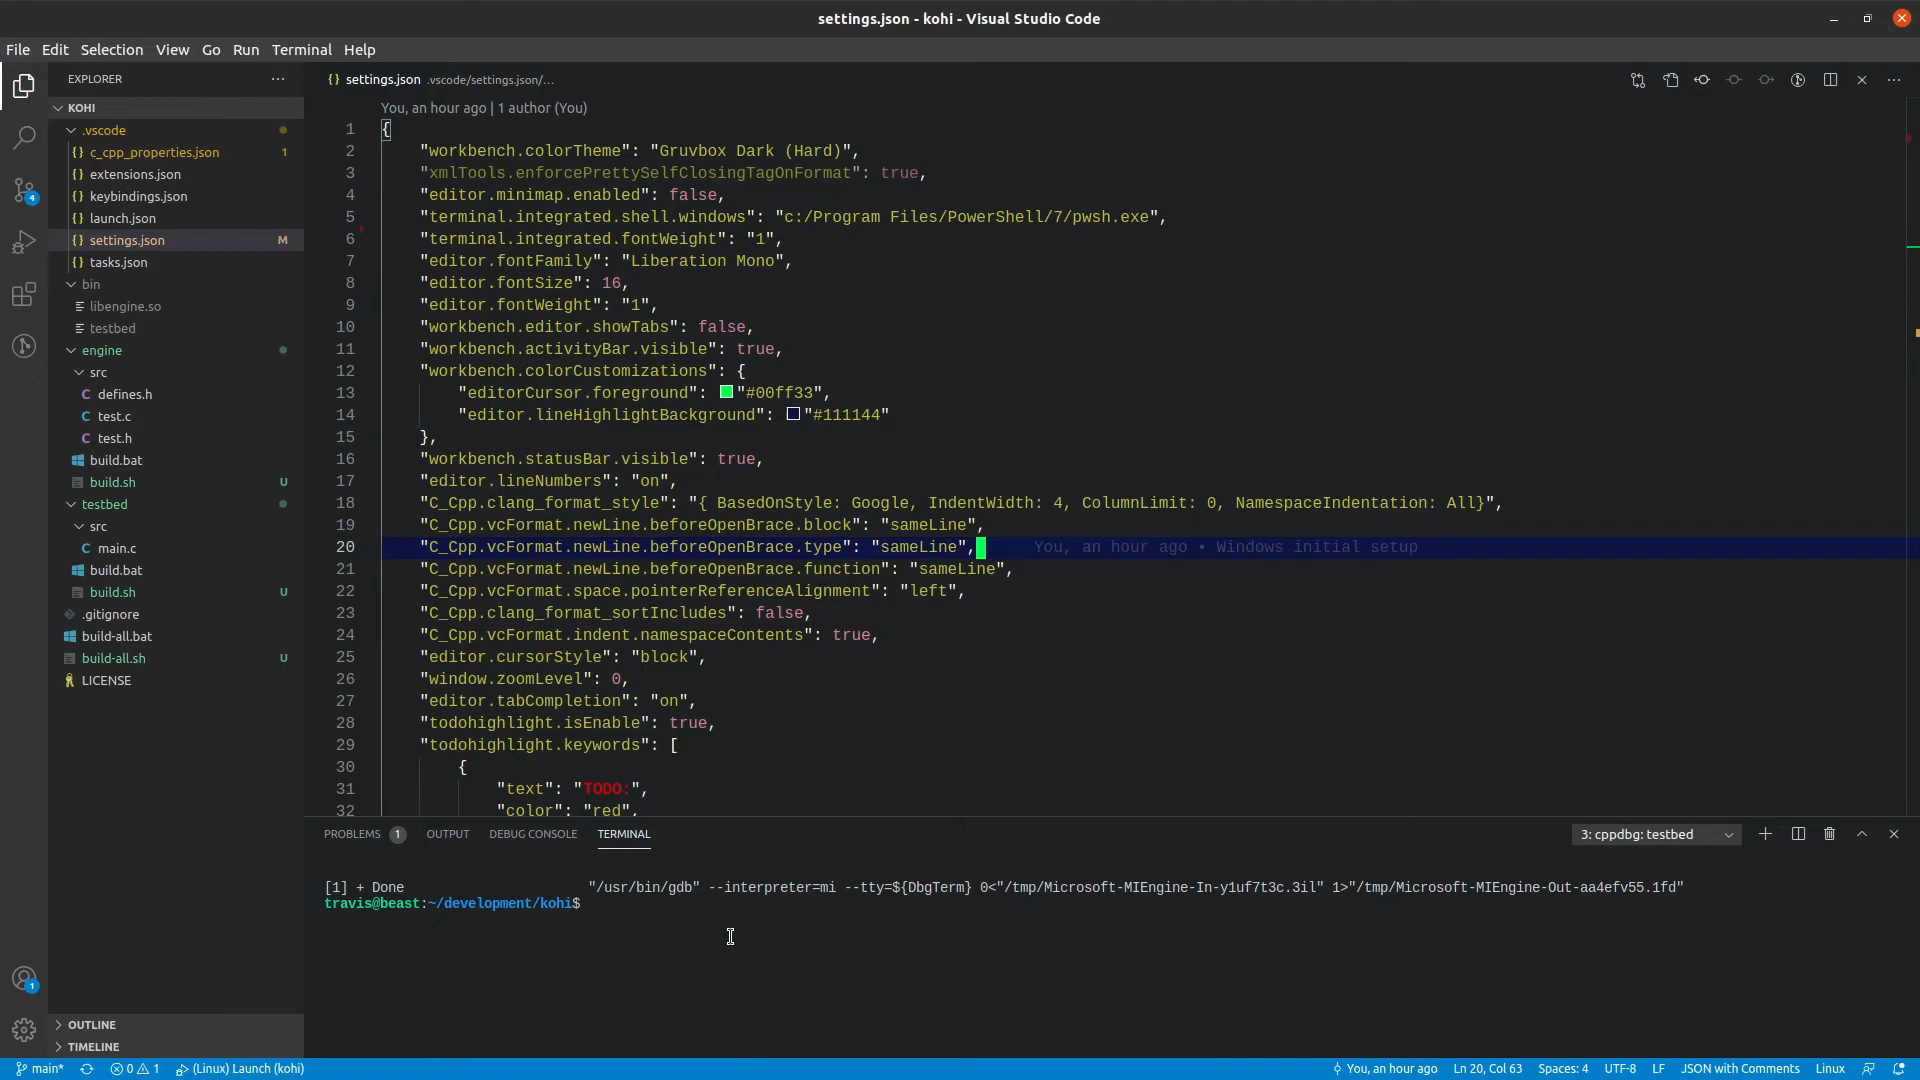 settings.json - kohi - Visual Studio Code
File Edit Selection View Go Run Terminal Help
EXPLORER
KOHI
.vscode
c_cpp_properties.json 1
extensions.json
keybindings.json
launch.json
settings.json M
tasks.json
bin
libengine.so
testbed
engine
src
defines.h
test.c
test.h
build.bat
build.sh U
testbed
src
main.c
build.bat
build.sh U
.gitignore
build-all.bat
build-all.sh U
LICENSE
OUTLINE
TIMELINE
4
1
settings.json .vscode/settings.json/...
You, an hour ago | 1 author (You)
1 {
2 "workbench.colorTheme": "Gruvbox Dark (Hard)",
3 "xmlTools.enforcePrettySelfClosingTagOnFormat": true,
4 "editor.minimap.enabled": false,
5 "terminal.integrated.shell.windows": "c:/Program Files/PowerShell/7/pwsh.exe",
6 "terminal.integrated.fontWeight": "1",
7 "editor.fontFamily": "Liberation Mono",
8 "editor.fontSize": 16,
9 "editor.fontWeight": "1",
10 "workbench.editor.showTabs": false,
11 "workbench.activityBar.visible": true,
12 "workbench.colorCustomizations": {
13 "editorCursor.foreground": "#00ff33",
14 "editor.lineHighlightBackground": "#111144"
15 },
16 "workbench.statusBar.visible": true,
17 "editor.lineNumbers": "on",
18 "C_Cpp.clang_format_style": "{ BasedOnStyle: Google, IndentWidth: 4, ColumnLimit: 0, NamespaceIndentation: All}",
19 "C_Cpp.vcFormat.newLine.beforeOpenBrace.block": "sameLine",
20 "C_Cpp.vcFormat.newLine.beforeOpenBrace.type": "sameLine", You, an hour ago • Windows initial setup
21 "C_Cpp.vcFormat.newLine.beforeOpenBrace.function": "sameLine",
22 "C_Cpp.vcFormat.space.pointerReferenceAlignment": "left",
23 "C_Cpp.clang_format_sortIncludes": false,
24 "C_Cpp.vcFormat.indent.namespaceContents": true,
25 "editor.cursorStyle": "block",
26 "window.zoomLevel": 0,
27 "editor.tabCompletion": "on",
28 "todohighlight.isEnable": true,
29 "todohighlight.keywords": [
30 {
31 "text": "TODO:",
32 "color": "red",
PROBLEMS 1 OUTPUT DEBUG CONSOLE TERMINAL 3: cppdbg: testbed
[1] + Done "/usr/bin/gdb" --interpreter=mi --tty=${DbgTerm} 0<"/tmp/Microsoft-MIEngine-In-y1uf7t3c.3il" 1>"/tmp/Microsoft-MIEngine-Out-aa4efv55.1fd"
travis@beast:~/development/kohi$
main* 0 1 (Linux) Launch (kohi) You, an hour ago Ln 20, Col 63 Spaces: 4 UTF-8 LF JSON with Comments Linux